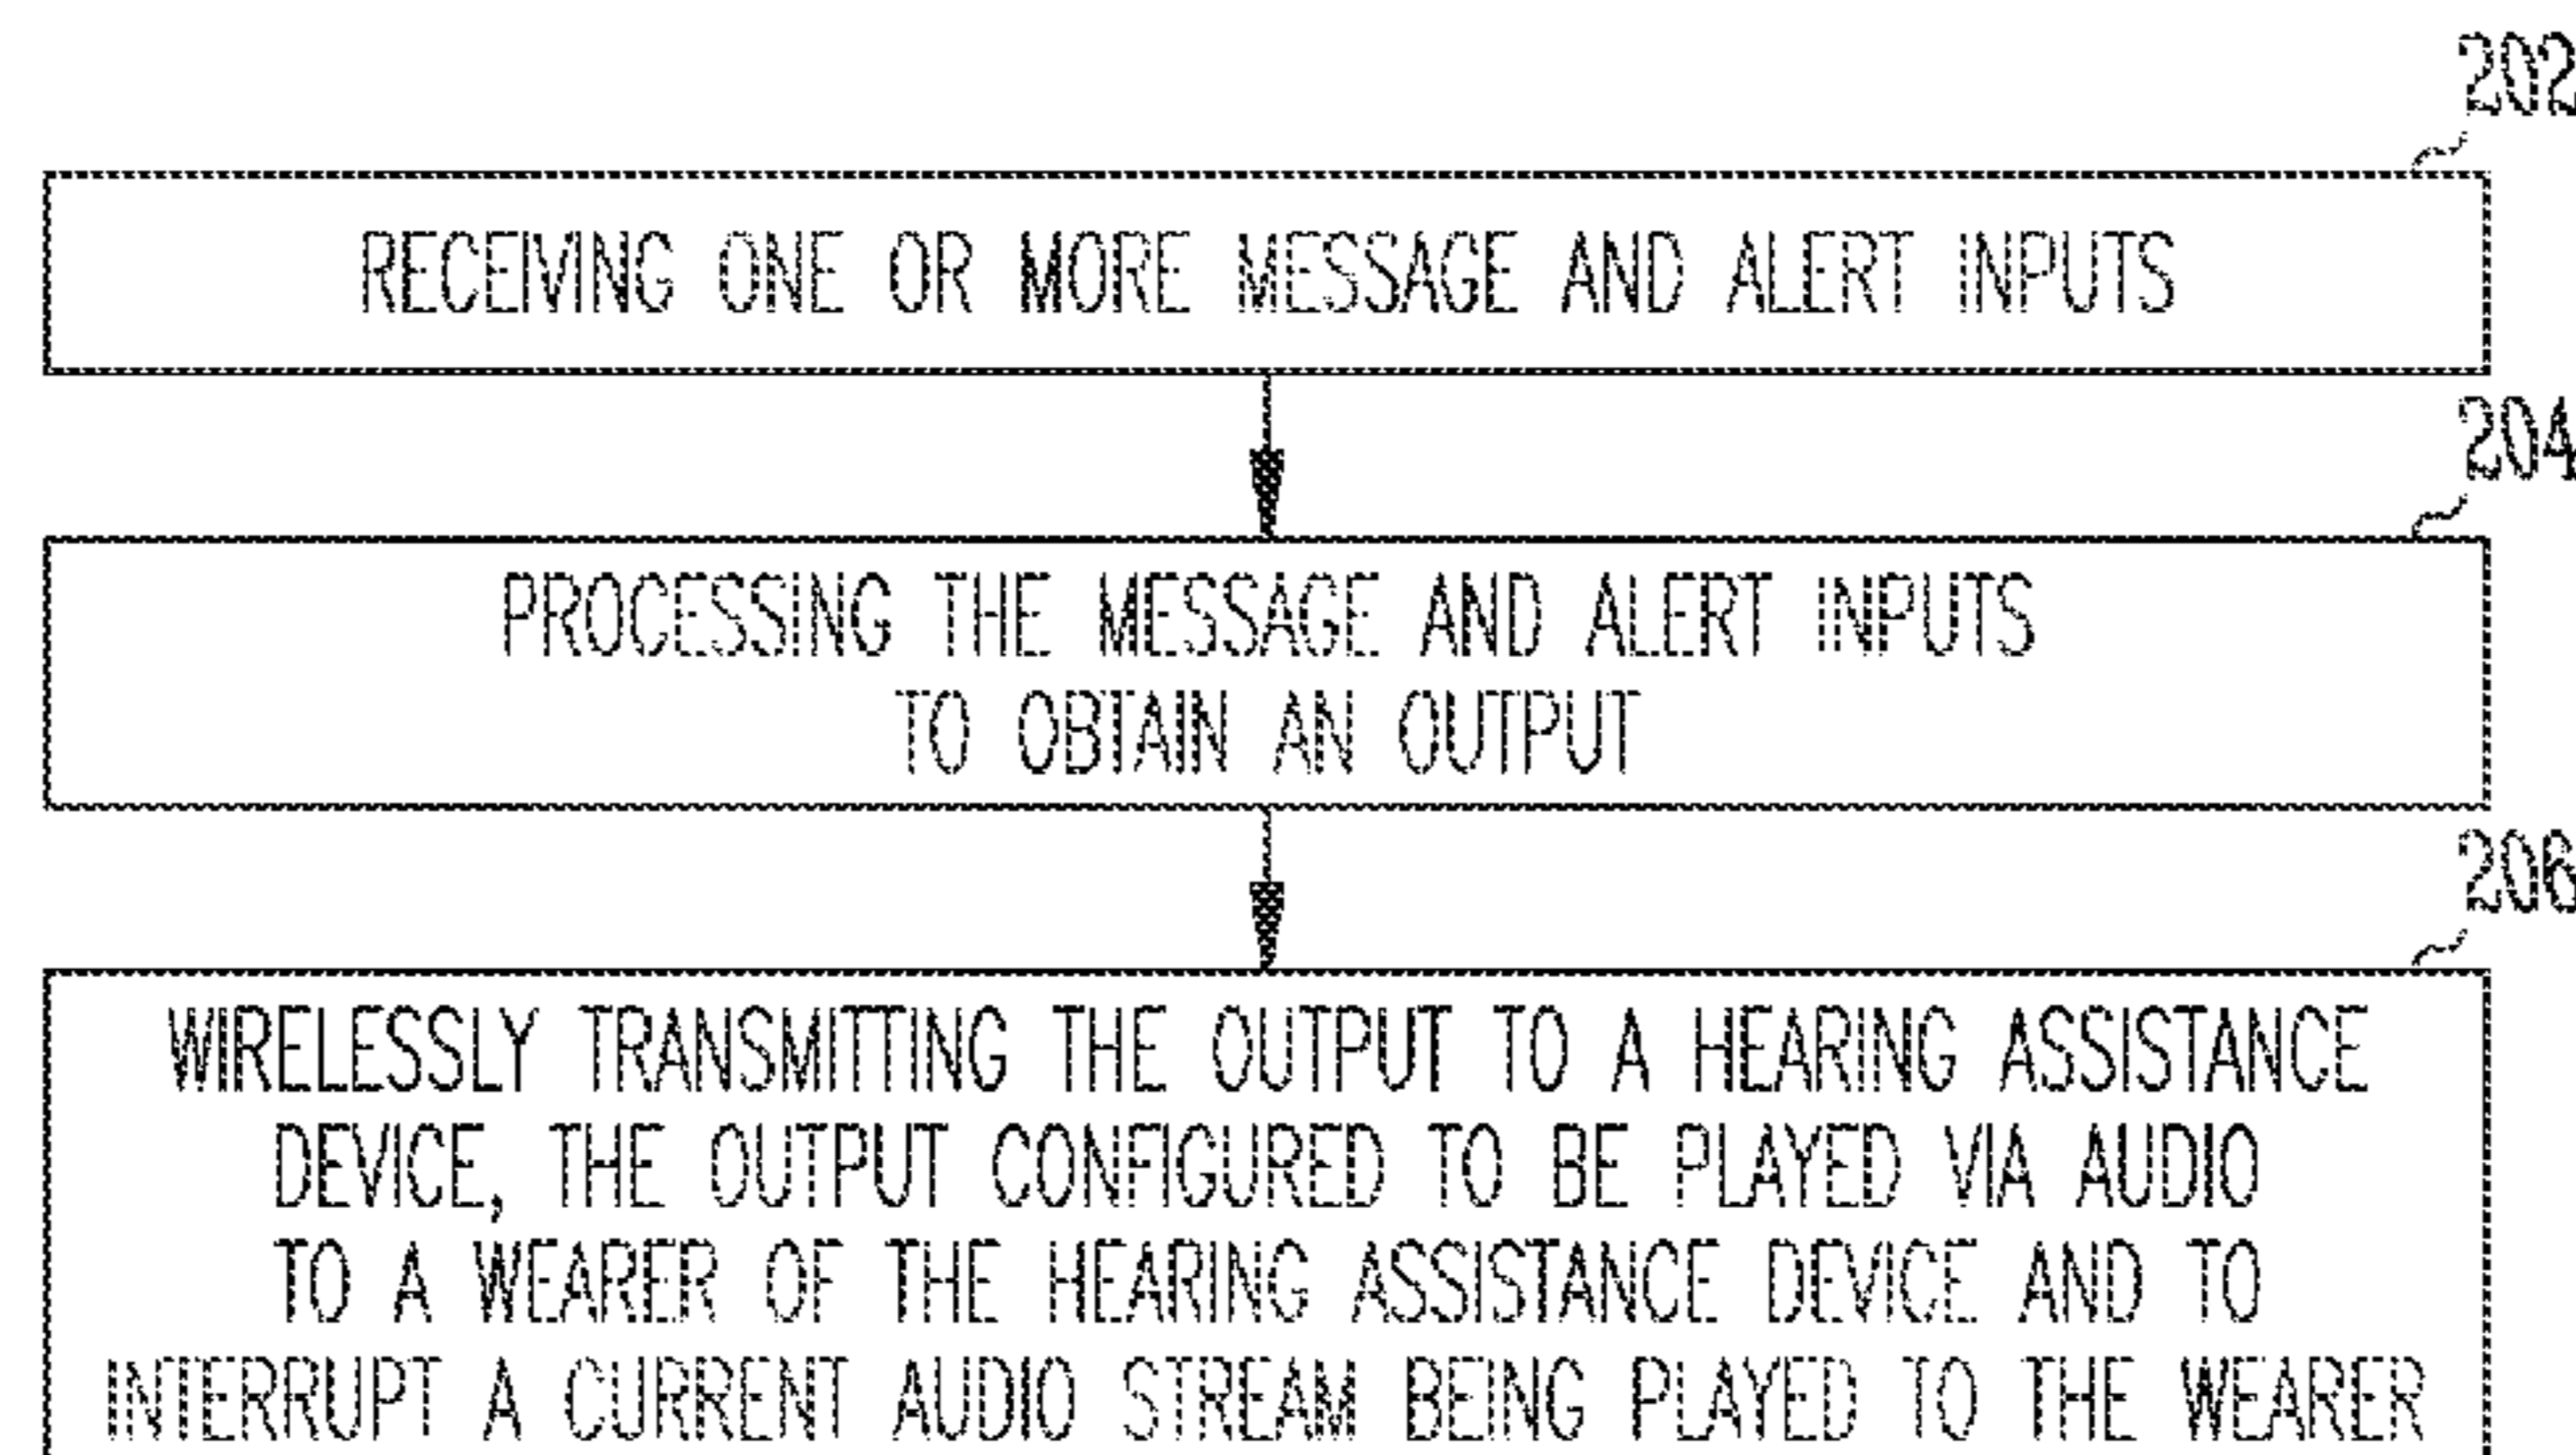 202
RECEIVING ONE OR MORE MESSAGE AND ALERT INPUTS
204
PROCESSING THE MESSAGE AND ALERT INPUTS
TO OBTAIN AN OUTPUT
206
WIRELESSLY TRANSMITTING THE OUTPUT TO A HEARING ASSISTANCE
DEVICE, THE OUTPUT CONFIGURED TO BE PLAYED VIA AUDIO
TO A WEARER OF THE HEARING ASSISTANCE DEVICE AND TO
INTERRUPT A CURRENT AUDIO STREAM BEING PLAYED TO THE WEARER